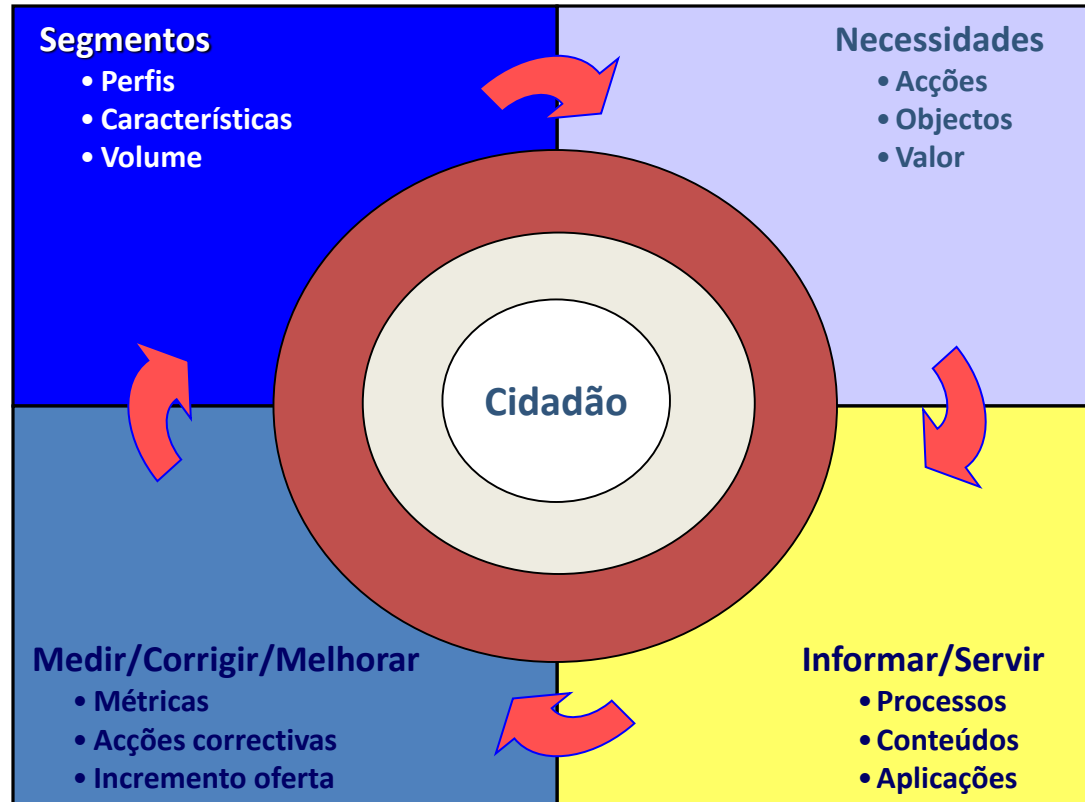 Segmentos
• Perfis
• Características
• Volume
Necessidades
• Acções
• Objectos
• Valor
Cidadão
Medir/Corrigir/Melhorar
• Métricas
• Acções correctivas
• Incremento oferta
Informar/Servir
• Processos
• Conteúdos
• Aplicações